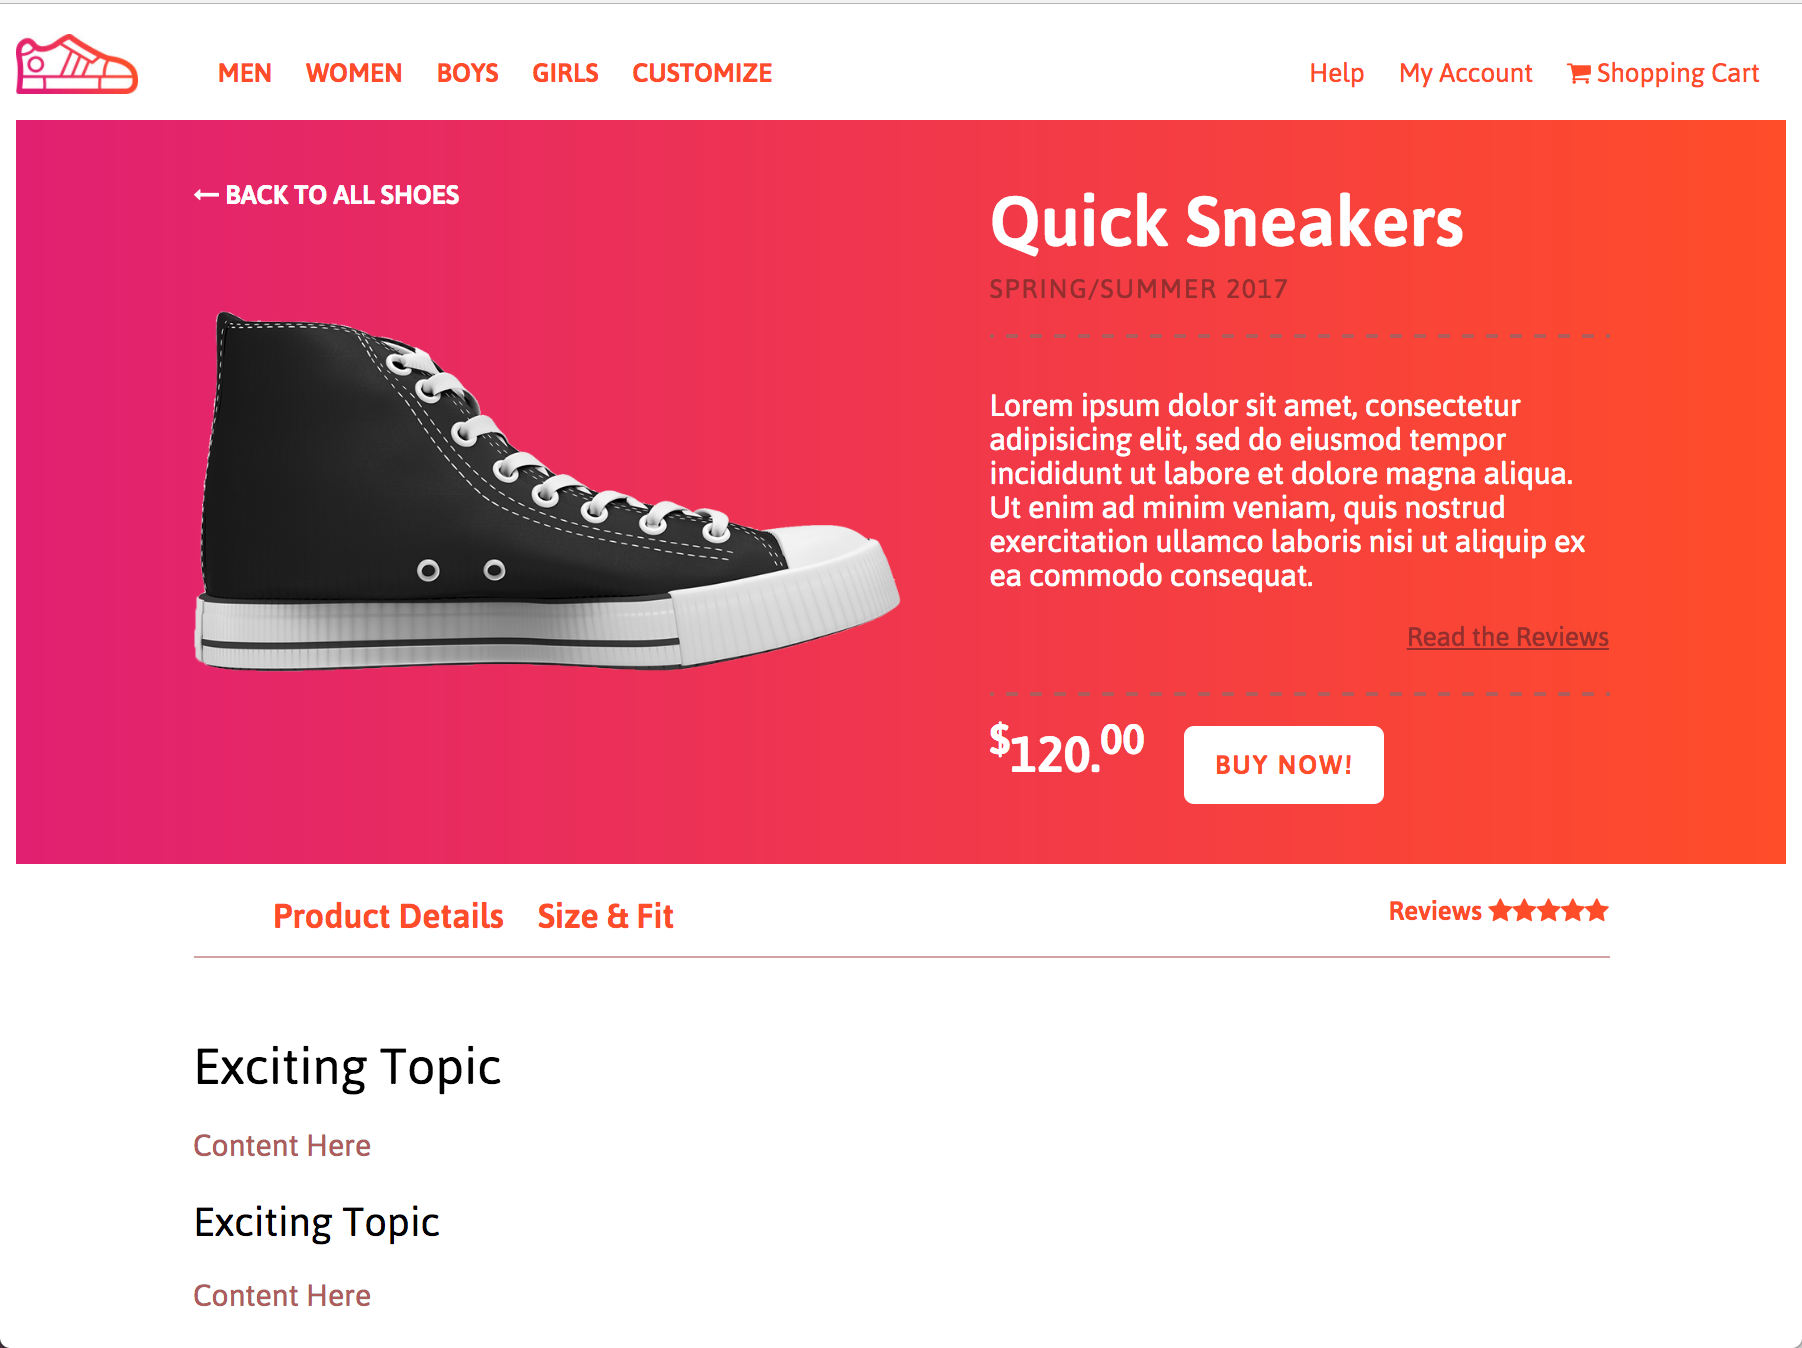 MEN WOMEN BOYS GIRLS CUSTOMIZE
Help My Account Shopping Cart
← BACK TO ALL SHOES
Quick Sneakers
SPRING/SUMMER 2017
Lorem ipsum dolor sit amet, consectetur
adipisicing elit, sed do eiusmod tempor
incididunt ut labore et dolore magna aliqua.
Ut enim ad minim veniam, quis nostrud
exercitation ullamco laboris nisi ut aliquip ex
ea commodo consequat.
Read the Reviews
$120.00
BUY NOW!
Product Details Size & Fit
Reviews ★★★★★
Exciting Topic
Content Here
Exciting Topic
Content Here